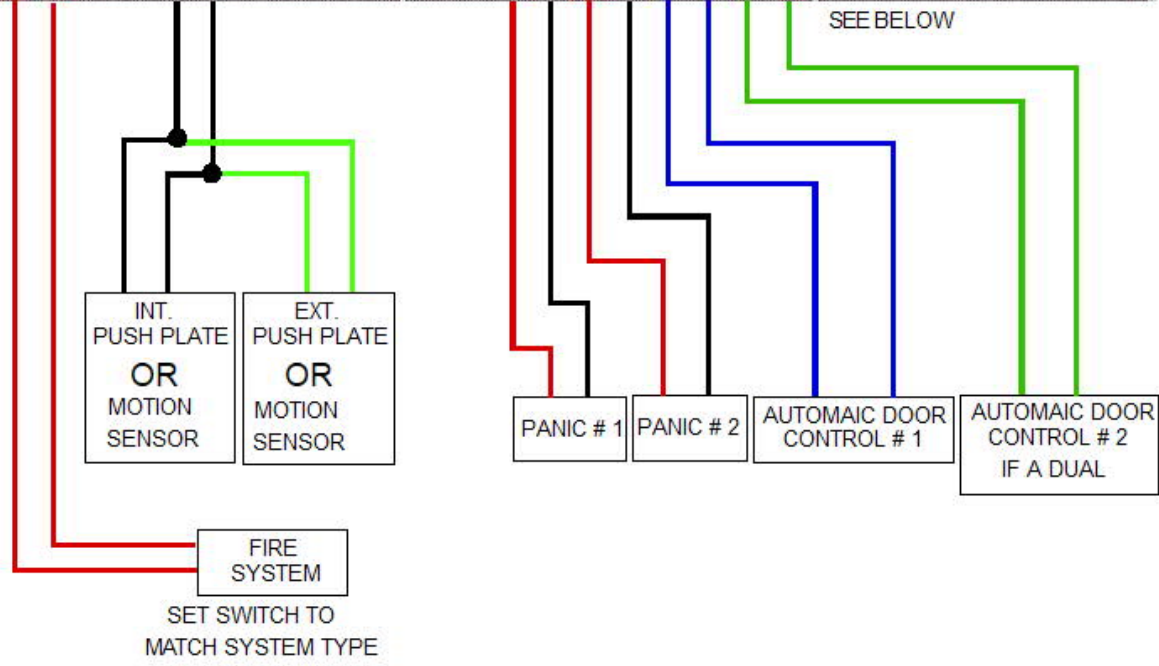 SEE BELOW
INT.
PUSH PLATE
OR
MOTION
SENSOR
EXT.
PUSH PLATE
OR
MOTION
SENSOR
PANIC # 1
PANIC # 2
AUTOMAIC DOOR
CONTROL # 1
AUTOMAIC DOOR
CONTROL # 2
IF A DUAL
FIRE
SYSTEM
SET SWITCH TO
MATCH SYSTEM TYPE